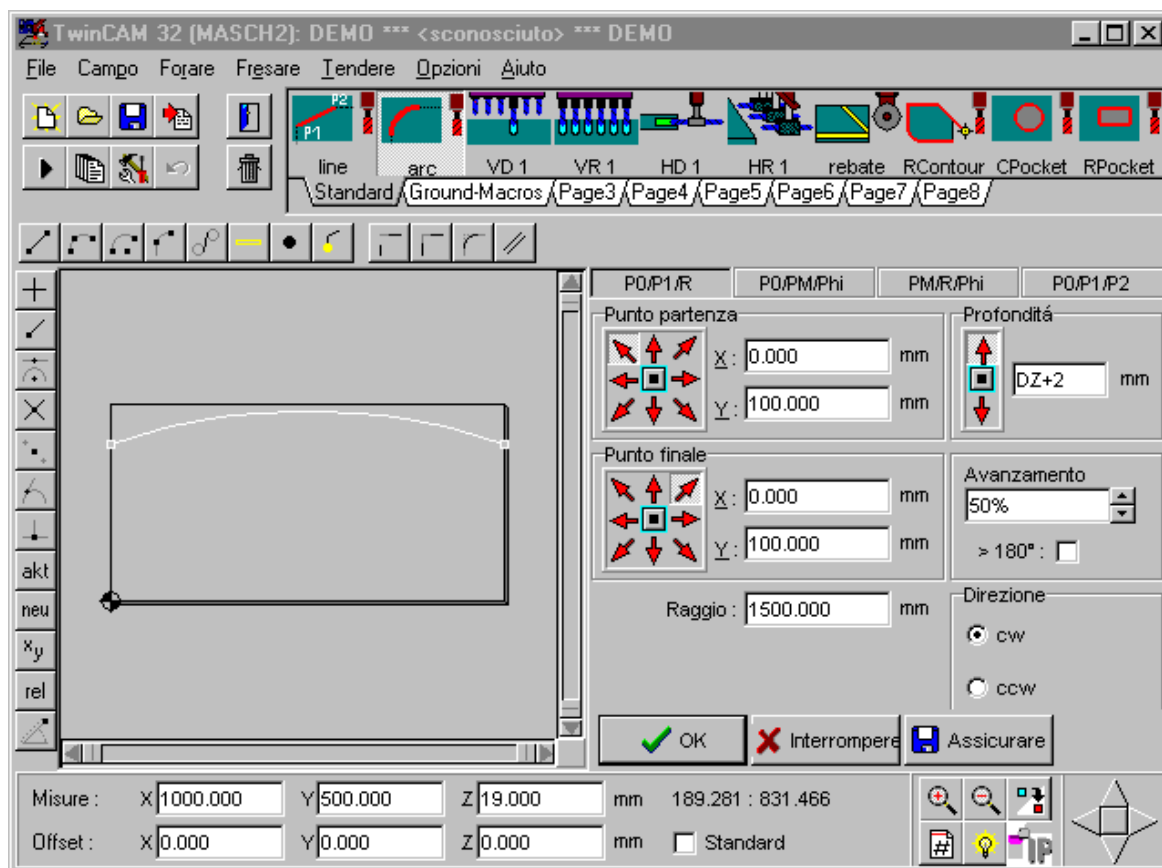 TwinCAM 32 (MASCH2): DEMO *** <sconosciuto> *** DEMO
File Campo Forare Fresare Tendere Opzioni Aiuto
P2
P1
line arc VD 1 VR 1 HD 1 HR 1 rebate RContour CPocket RPocket
Standard Ground-Macros Page3 Page4 Page5 Page6 Page7 Page8
P0/P1/R P0/PM/Phi PM/R/Phi P0/P1/P2
Punto partenza
X : 0.000 mm
Y : 100.000 mm
Profonditá
DZ+2 mm
Punto finale
X : 0.000 mm
Y : 100.000 mm
Avanzamento
50%
> 180° :
Raggio : 1500.000 mm
Direzione
cw
ccw
akt
neu
xy
rel
OK Interrompere Assicurare
Misure : X 1000.000 Y 500.000 Z 19.000 mm 189.281 : 831.466
Offset : X 0.000 Y 0.000 Z 0.000 mm Standard
#